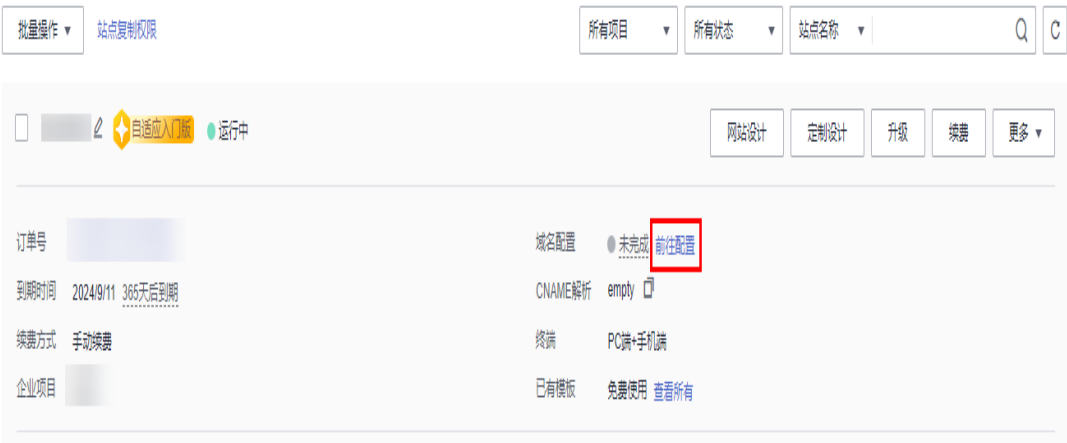 批量操作 站点复制权限 所有项目 所有状态 站点名称
自适应入门版 运行中 网站设计 定制设计 升级 续费 更多
订单号 域名配置 未完成 前往配置
到期时间 2024/9/11 365天后到期 CNAME解析 empty
续费方式 手动续费 终端 PC端+手机端
企业项目 已有模板 免费使用 查看所有